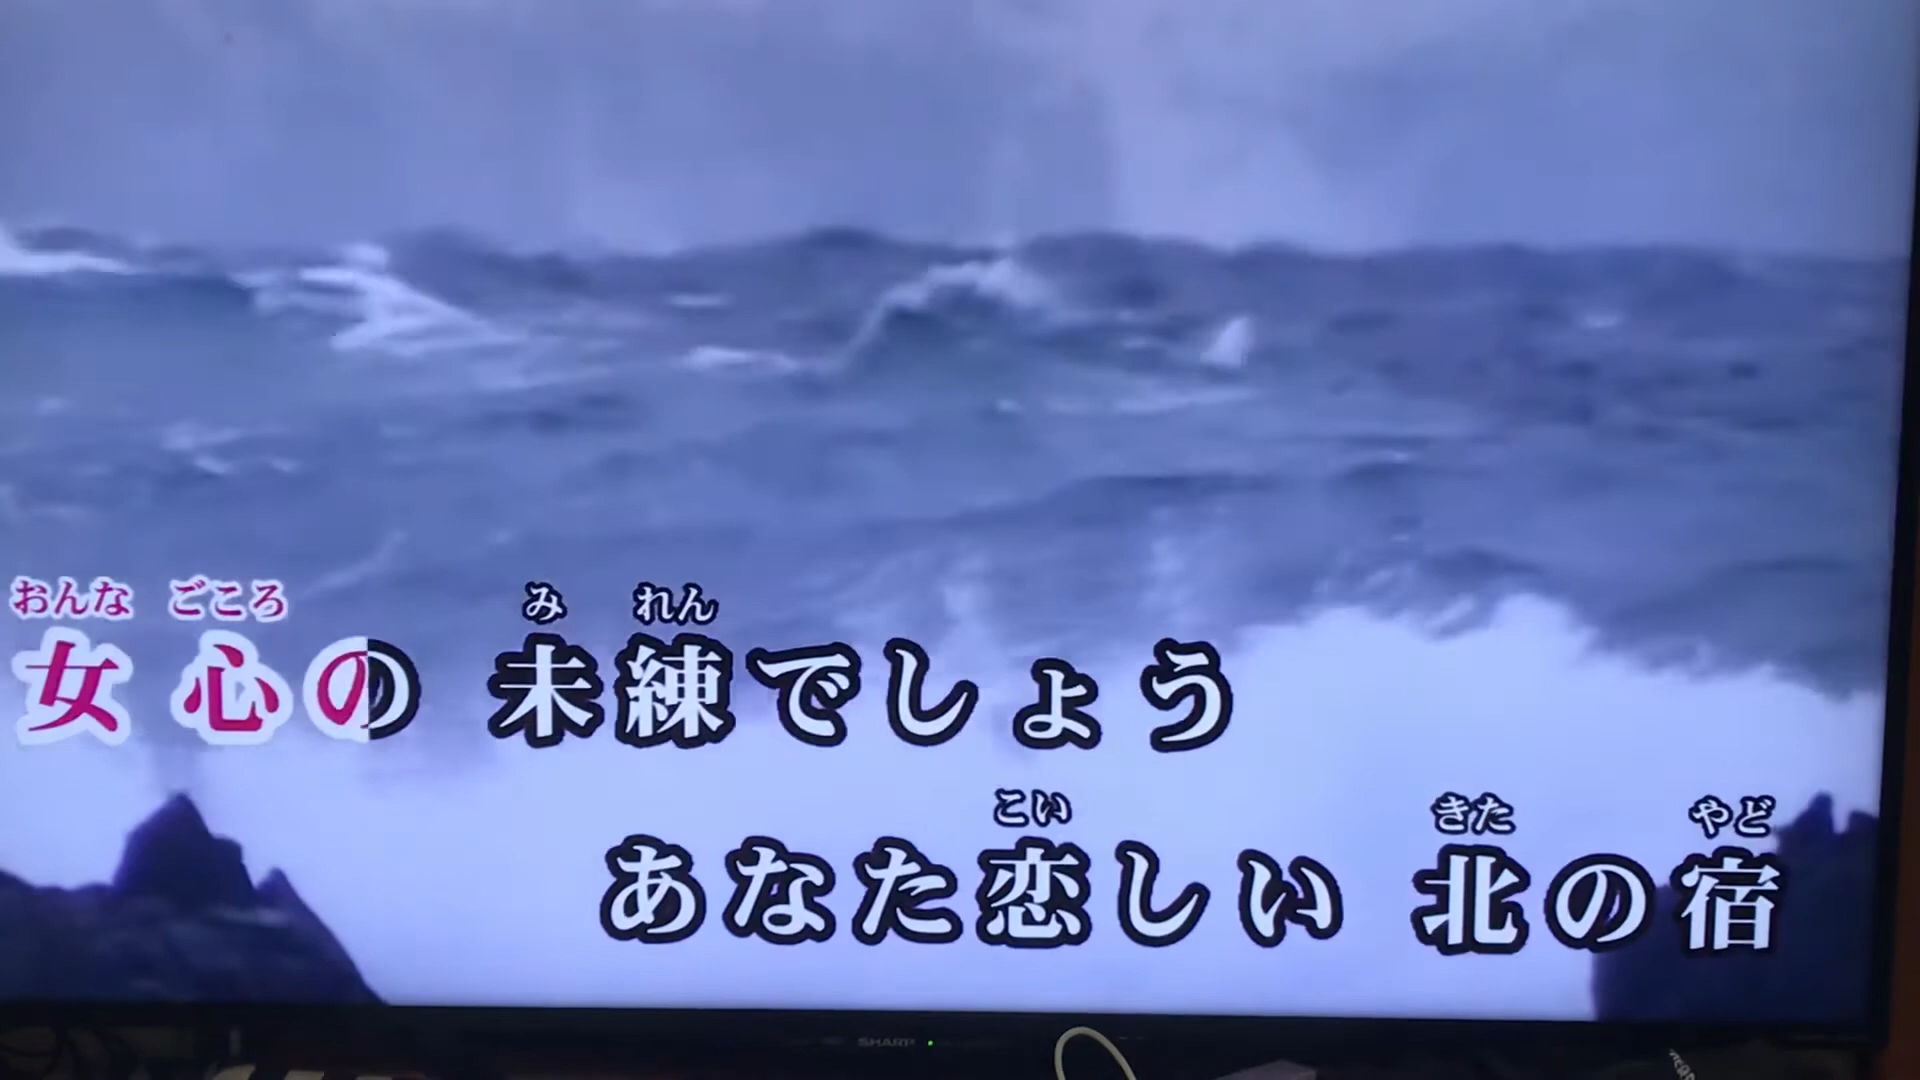 おんな ごころ み れん
女 心の 未練でしょう
こい きた やど
あなた恋しい 北の宿
SHARP